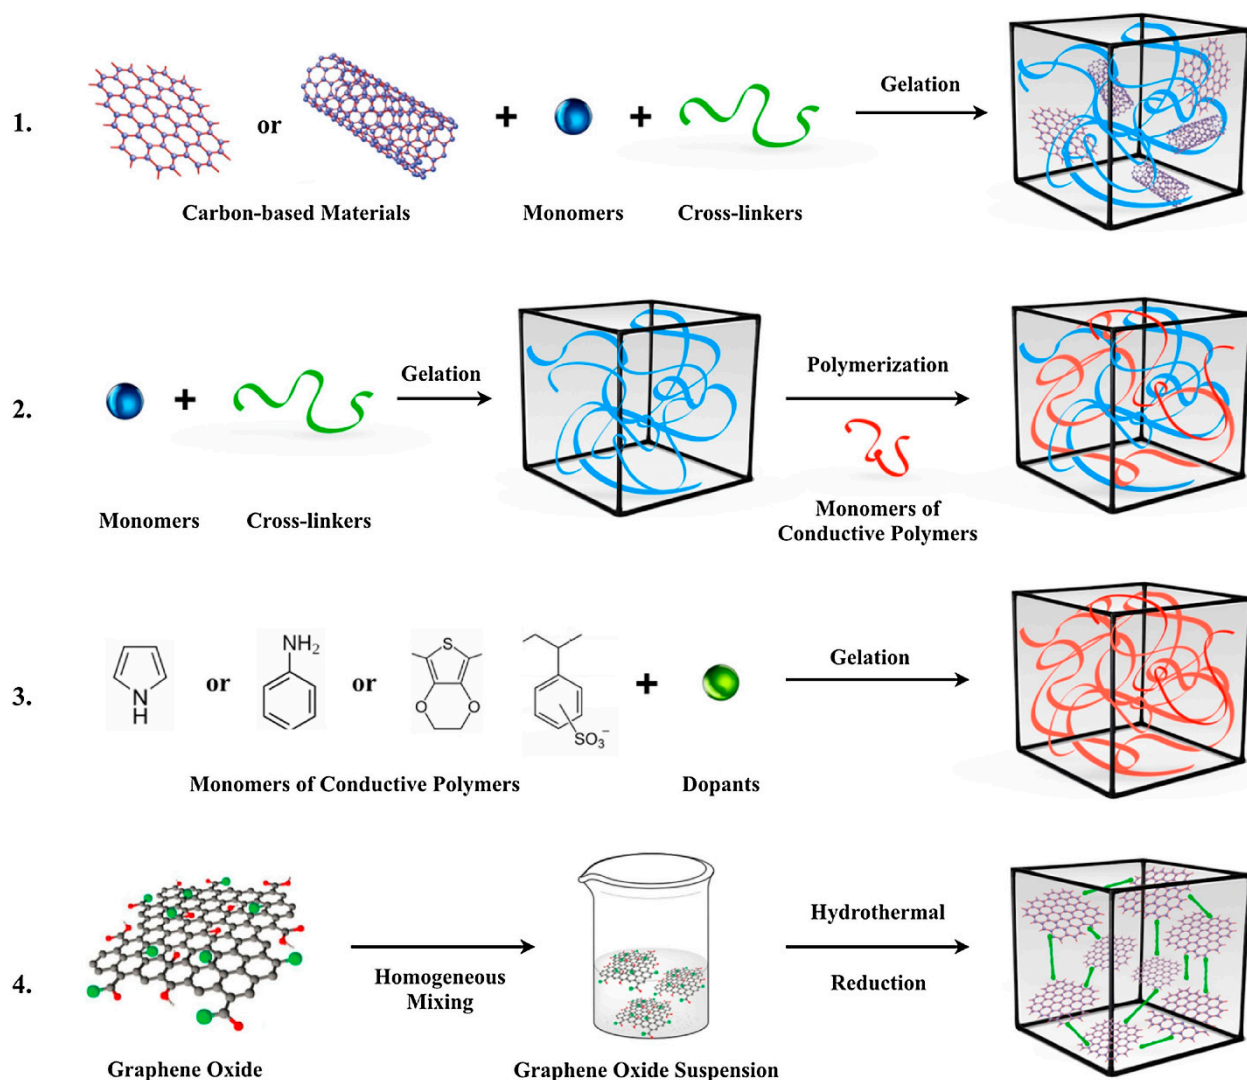 1.
or
+
+
Gelation
Carbon-based Materials
Monomers
Cross-linkers
2.
+
Gelation
Polymerization
Monomers
Cross-linkers
Monomers of
Conductive Polymers
3.
N
H
or
NH₂
or
S
O
O
SO₃⁻
+
Gelation
Monomers of Conductive Polymers
Dopants
4.
Homogeneous
Mixing
Hydrothermal
Reduction
Graphene Oxide
Graphene Oxide Suspension